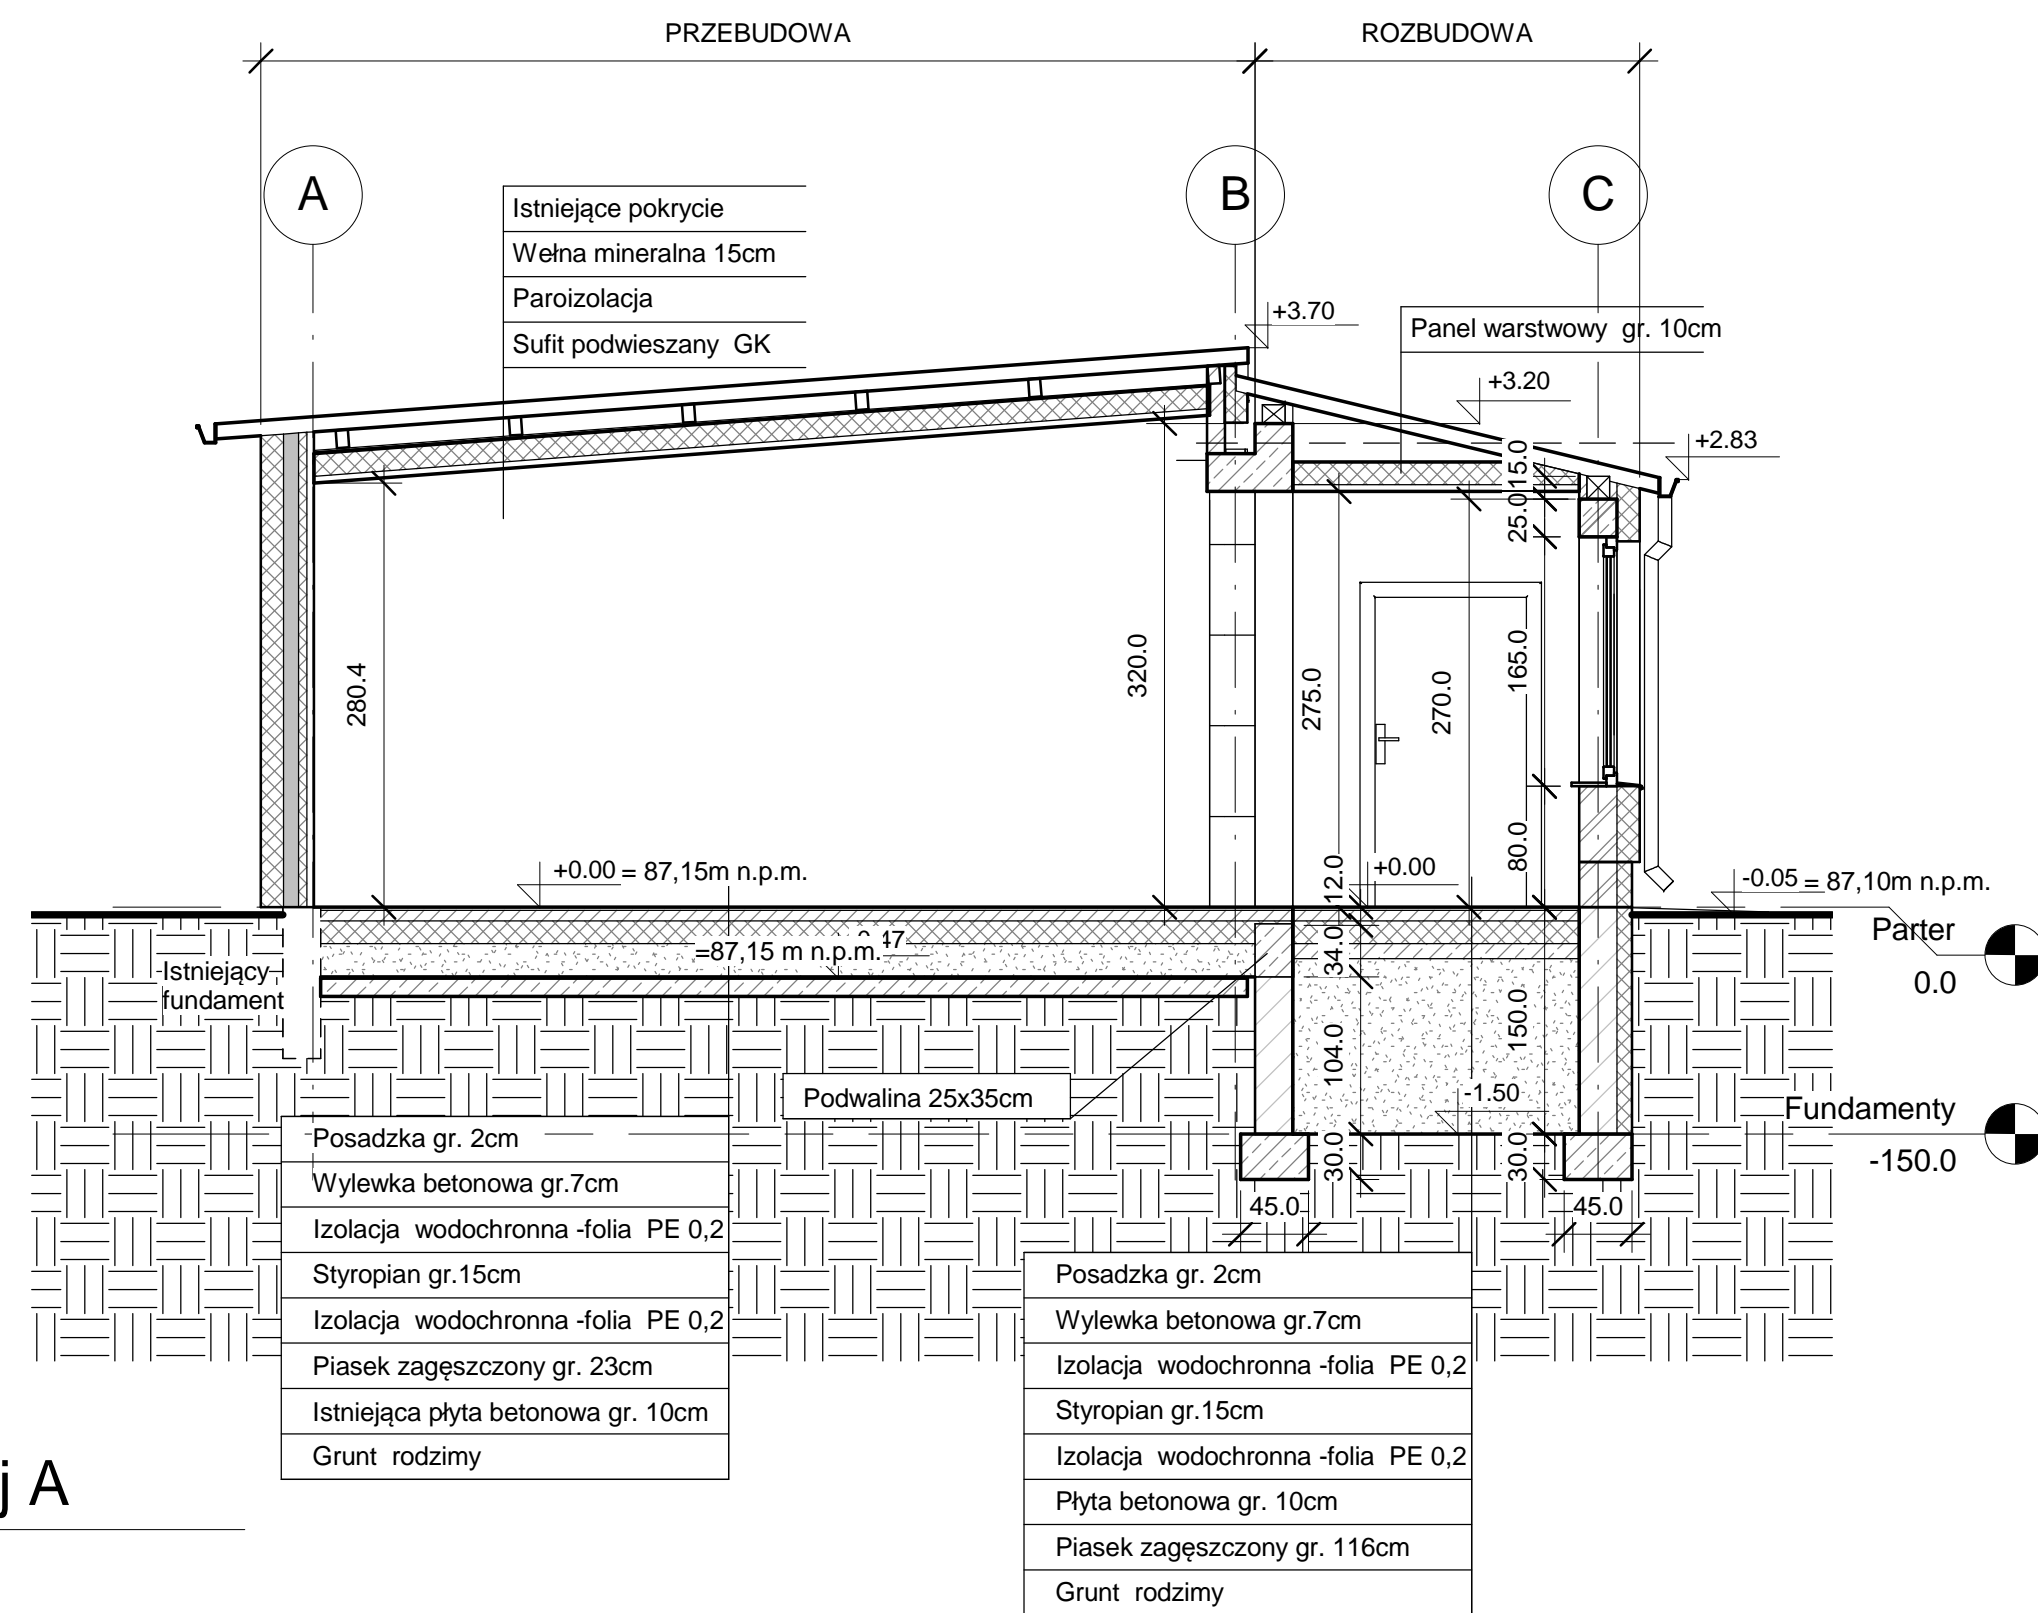 PRZEBUDOWA
ROZBUDOWA
A
B
C
Istniejące pokrycie
Wełna mineralna 15cm
Paroizolacja
Sufit podwieszany GK
+3.70
Panel warstwowy gr. 10cm
+3.20
+2.83
15.0
25.0
280.4
320.0
275.0
270.0
165.0
80.0
12.0
+0.00 = 87,15m n.p.m.
+0.00
-0.05 = 87,10m n.p.m.
Parter
0.0
=87,15 m n.p.m.
34.0
Istniejący
fundament
104.0
150.0
Podwalina 25x35cm
-1.50
Fundamenty
-150.0
30.0
30.0
45.0
45.0
Posadzka gr. 2cm
Wylewka betonowa gr.7cm
Izolacja wodochronna -folia PE 0,2
Styropian gr.15cm
Izolacja wodochronna -folia PE 0,2
Piasek zagęszczony gr. 23cm
Istniejąca płyta betonowa gr. 10cm
Grunt rodzimy
Posadzka gr. 2cm
Wylewka betonowa gr.7cm
Izolacja wodochronna -folia PE 0,2
Styropian gr.15cm
Izolacja wodochronna -folia PE 0,2
Płyta betonowa gr. 10cm
Piasek zagęszczony gr. 116cm
Grunt rodzimy
j A